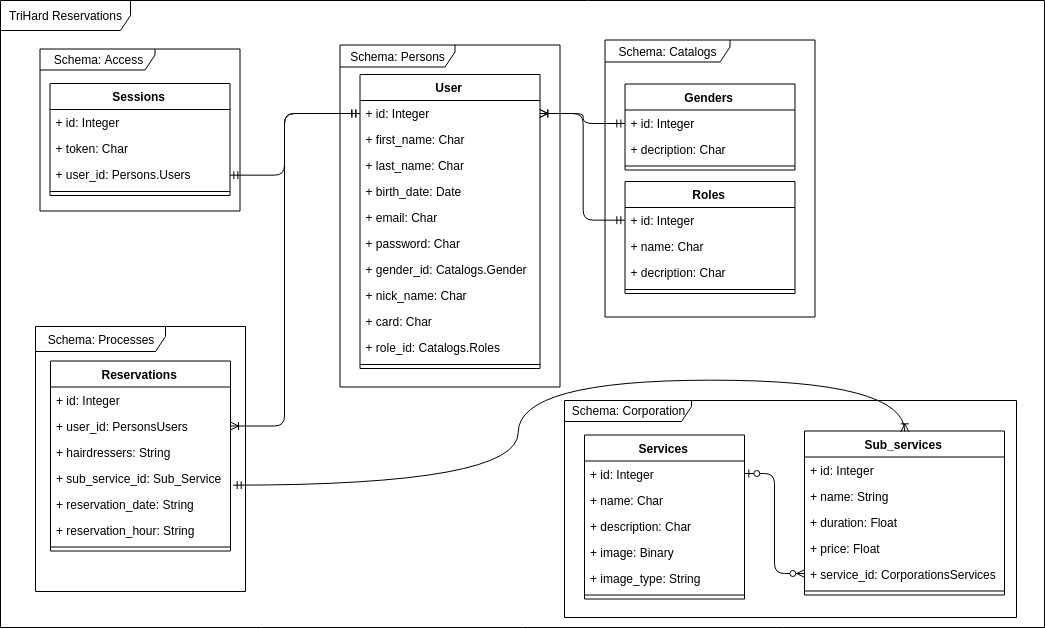 TriHard Reservations
Schema: Access
Sessions
+ id: Integer
+ token: Char
+ user_id: Persons.Users
Schema: Persons
User
+ id: Integer
+ first_name: Char
+ last_name: Char
+ birth_date: Date
+ email: Char
+ password: Char
+ gender_id: Catalogs.Gender
+ nick_name: Char
+ card: Char
+ role_id: Catalogs.Roles
Schema: Catalogs
Genders
+ id: Integer
+ decription: Char
Roles
+ id: Integer
+ name: Char
+ decription: Char
Schema: Processes
Reservations
+ id: Integer
+ user_id: PersonsUsers
+ hairdressers: String
+ sub_service_id: Sub_Service
+ reservation_date: String
+ reservation_hour: String
Schema: Corporation
Services
+ id: Integer
+ name: Char
+ description: Char
+ image: Binary
+ image_type: String
Sub_services
+ id: Integer
+ name: String
+ duration: Float
+ price: Float
+ service_id: CorporationsServices